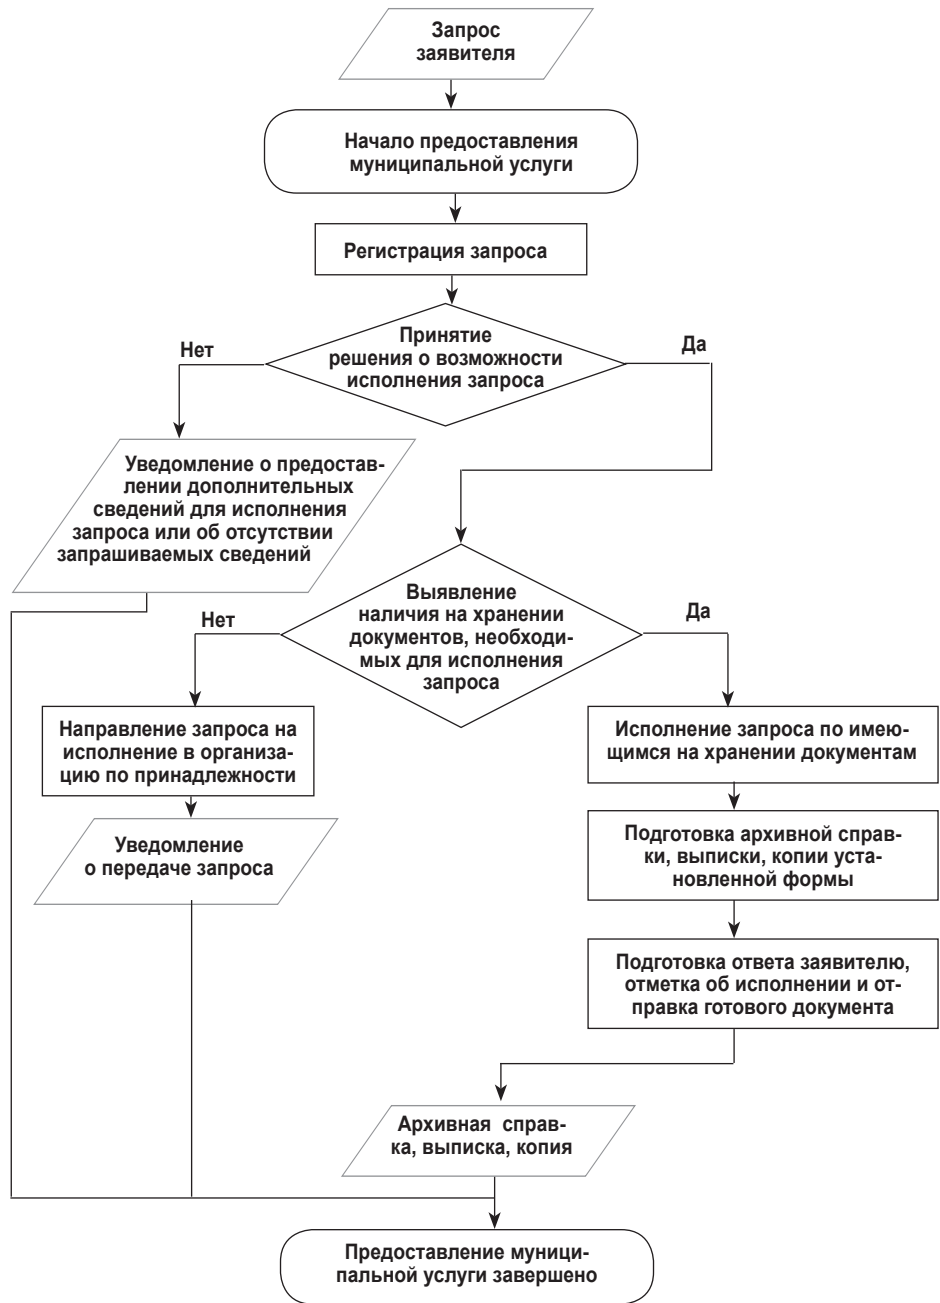 Запрос
заявителя
Начало предоставления
муниципальной услуги
Регистрация запроса
Принятие
решения о возможности
исполнения запроса
Нет
Да
Уведомление о предостав-
лении дополнительных
сведений для исполнения
запроса или об отсутствии
запрашиваемых сведений
Выявление
наличия на хранении
документов, необходи-
мых для исполнения
запроса
Нет
Да
Направление запроса на
исполнение в организа-
цию по принадлежности
Уведомление
о передаче запроса
Исполнение запроса по имею-
щимся на хранении документам
Подготовка архивной справ-
ки, выписки, копии уста-
новленной формы
Подготовка ответа заявителю,
отметка об исполнении и от-
правка готового документа
Архивная справ-
ка, выписка, копия
Предоставление муници-
пальной услуги завершено